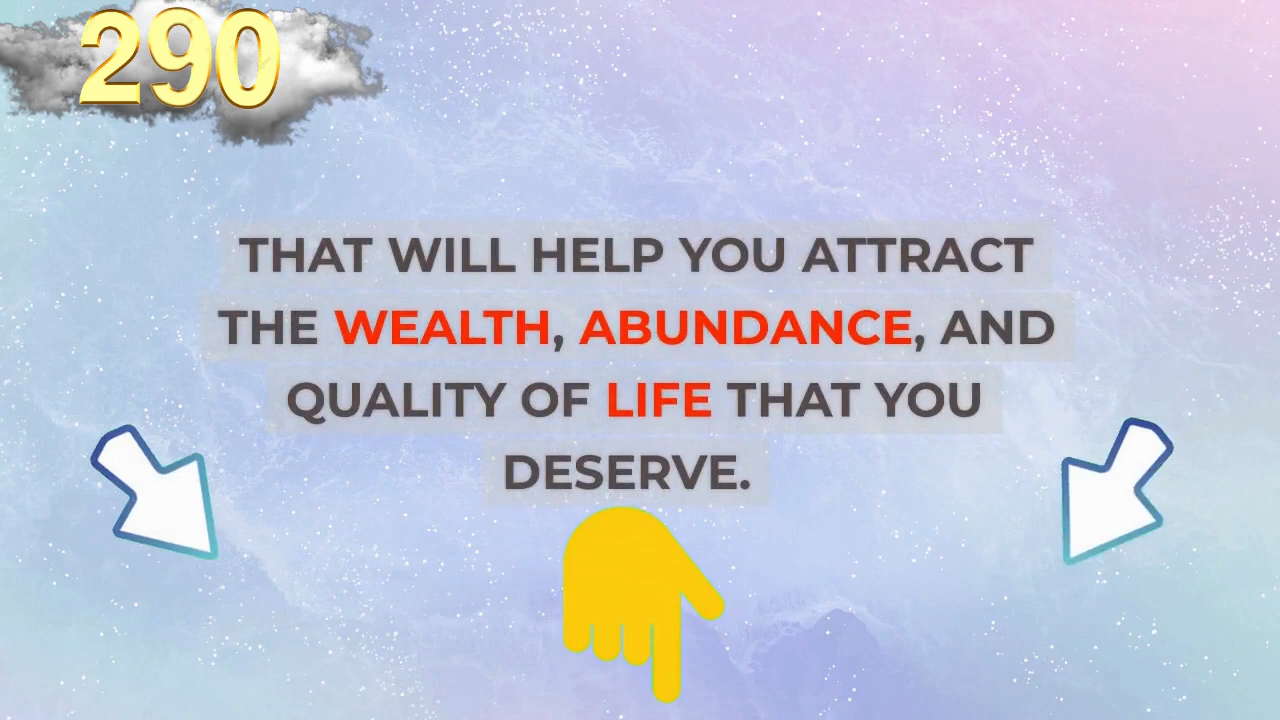 290
THAT WILL HELP YOU ATTRACT
THE WEALTH, ABUNDANCE, AND
QUALITY OF LIFE THAT YOU
DESERVE.